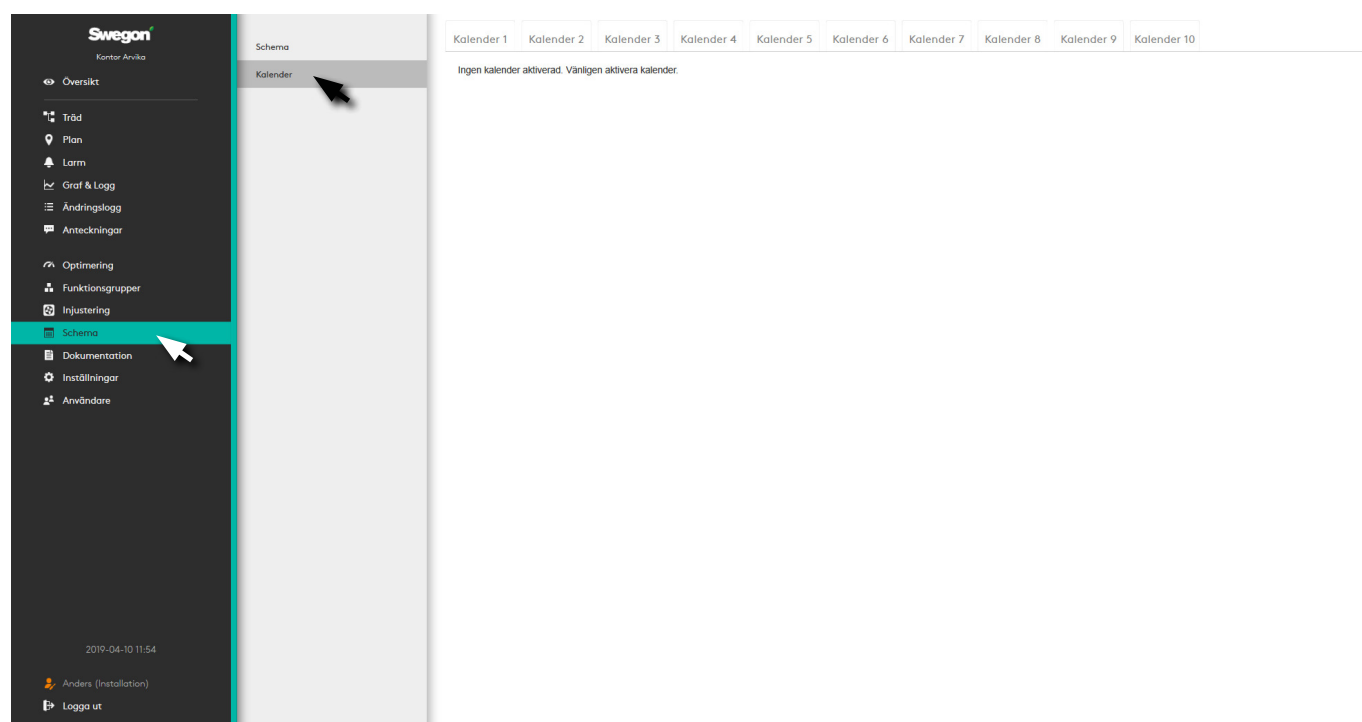 Swegon
Kontor Arvika
Översikt
Träd
Plan
Larm
Graf & Logg
Ändringslogg
Anteckningar
Optimering
Funktionsgrupper
Injustering
Schema
Dokumentation
Inställningar
Användare
2019-04-10 11:54
Anders (Installation)
Logga ut
Schema
Kalender
Kalender 1 Kalender 2 Kalender 3 Kalender 4 Kalender 5 Kalender 6 Kalender 7 Kalender 8 Kalender 9 Kalender 10
Ingen kalender aktiverad. Vänligen aktivera kalender.